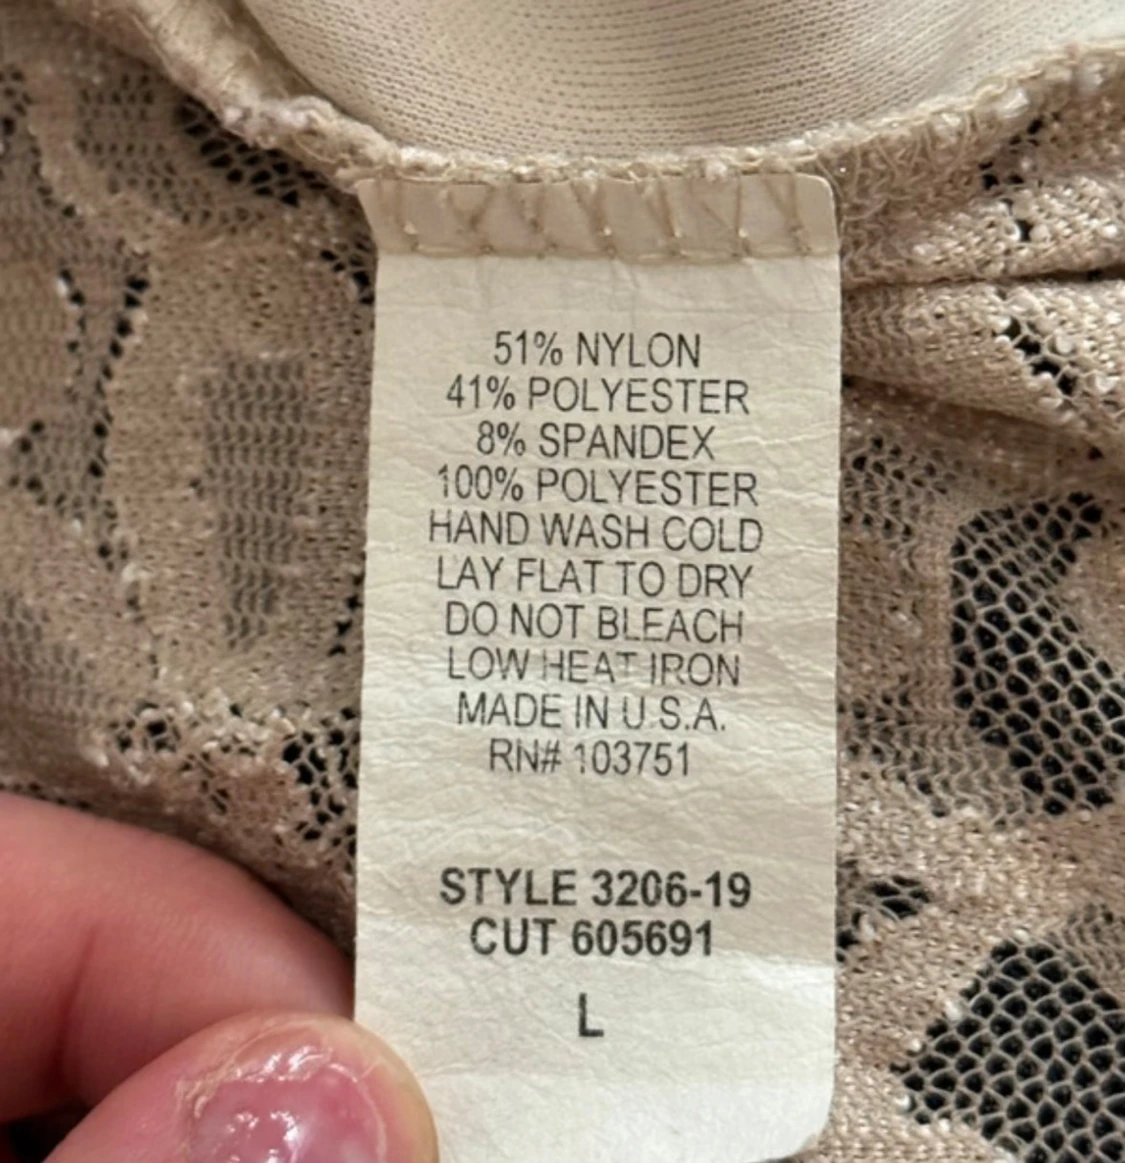 51% NYLON
41% POLYESTER
8% SPANDEX
100% POLYESTER
HAND WASH COLD
LAY FLAT TO DRY
DO NOT BLEACH
LOW HEAT IRON
MADE IN U.S.A.
RN# 103751
STYLE 3206-19
CUT 605691
L